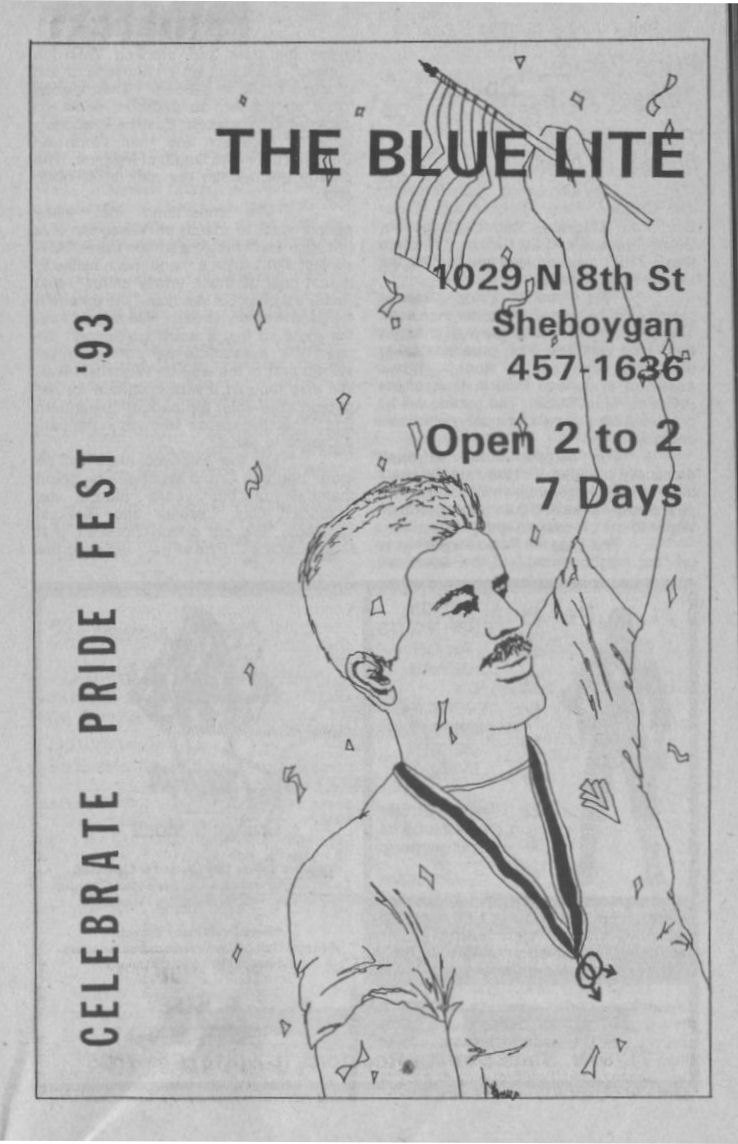 THE BLUE LITE
1029 N 8th St
Sheboygan
457-1636
Open 2 to 2
7 Days
CELEBRATE PRIDE FEST '93